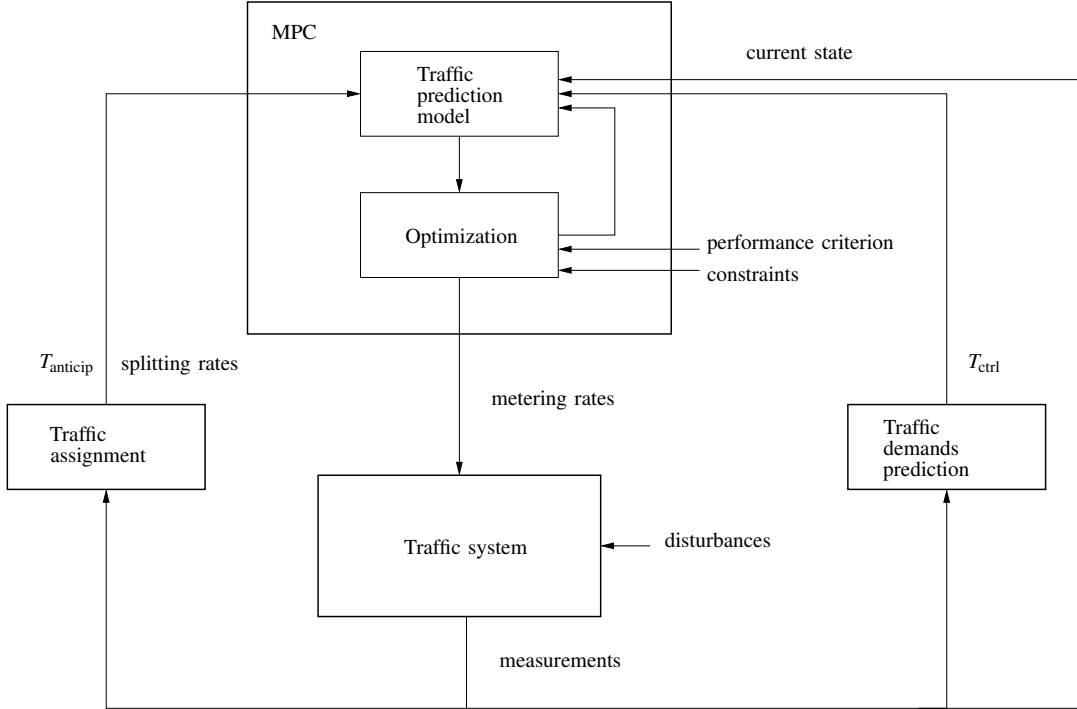 MPC
Traffic
prediction
model
current state
Optimization
performance criterion
constraints
T_anticip splitting rates
T_ctrl
metering rates
Traffic
assignment
Traffic
demands
prediction
Traffic system
disturbances
measurements